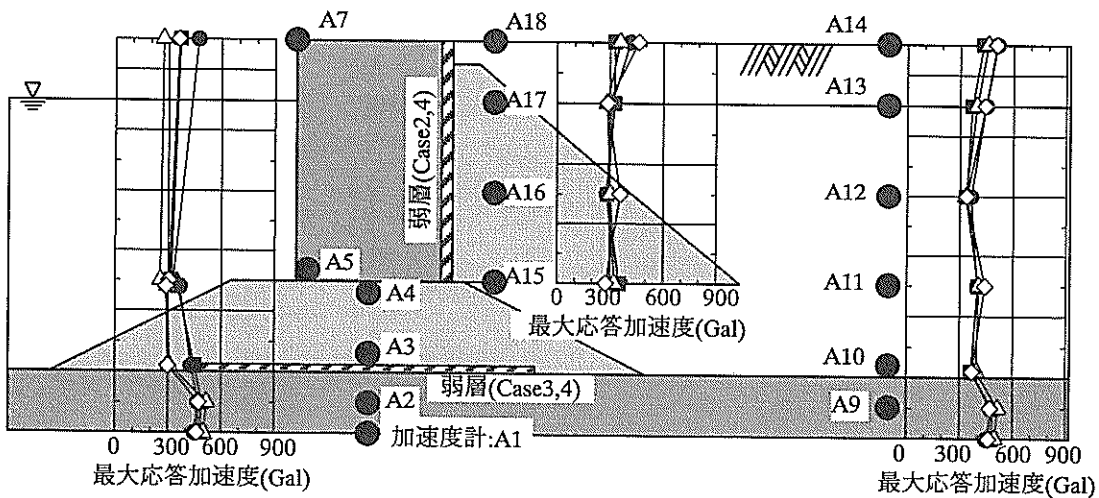 A7
A18
A14
A17
A13
弱層(Case2,4)
A16
A12
A5
A4
A15
A11
0 300 600 900
最大応答加速度(Gal)
A3
A10
弱層(Case3,4)
A2
A9
加速度計:A1
0 300 600 900
最大応答加速度(Gal)
0 300 600 900
最大応答加速度(Gal)